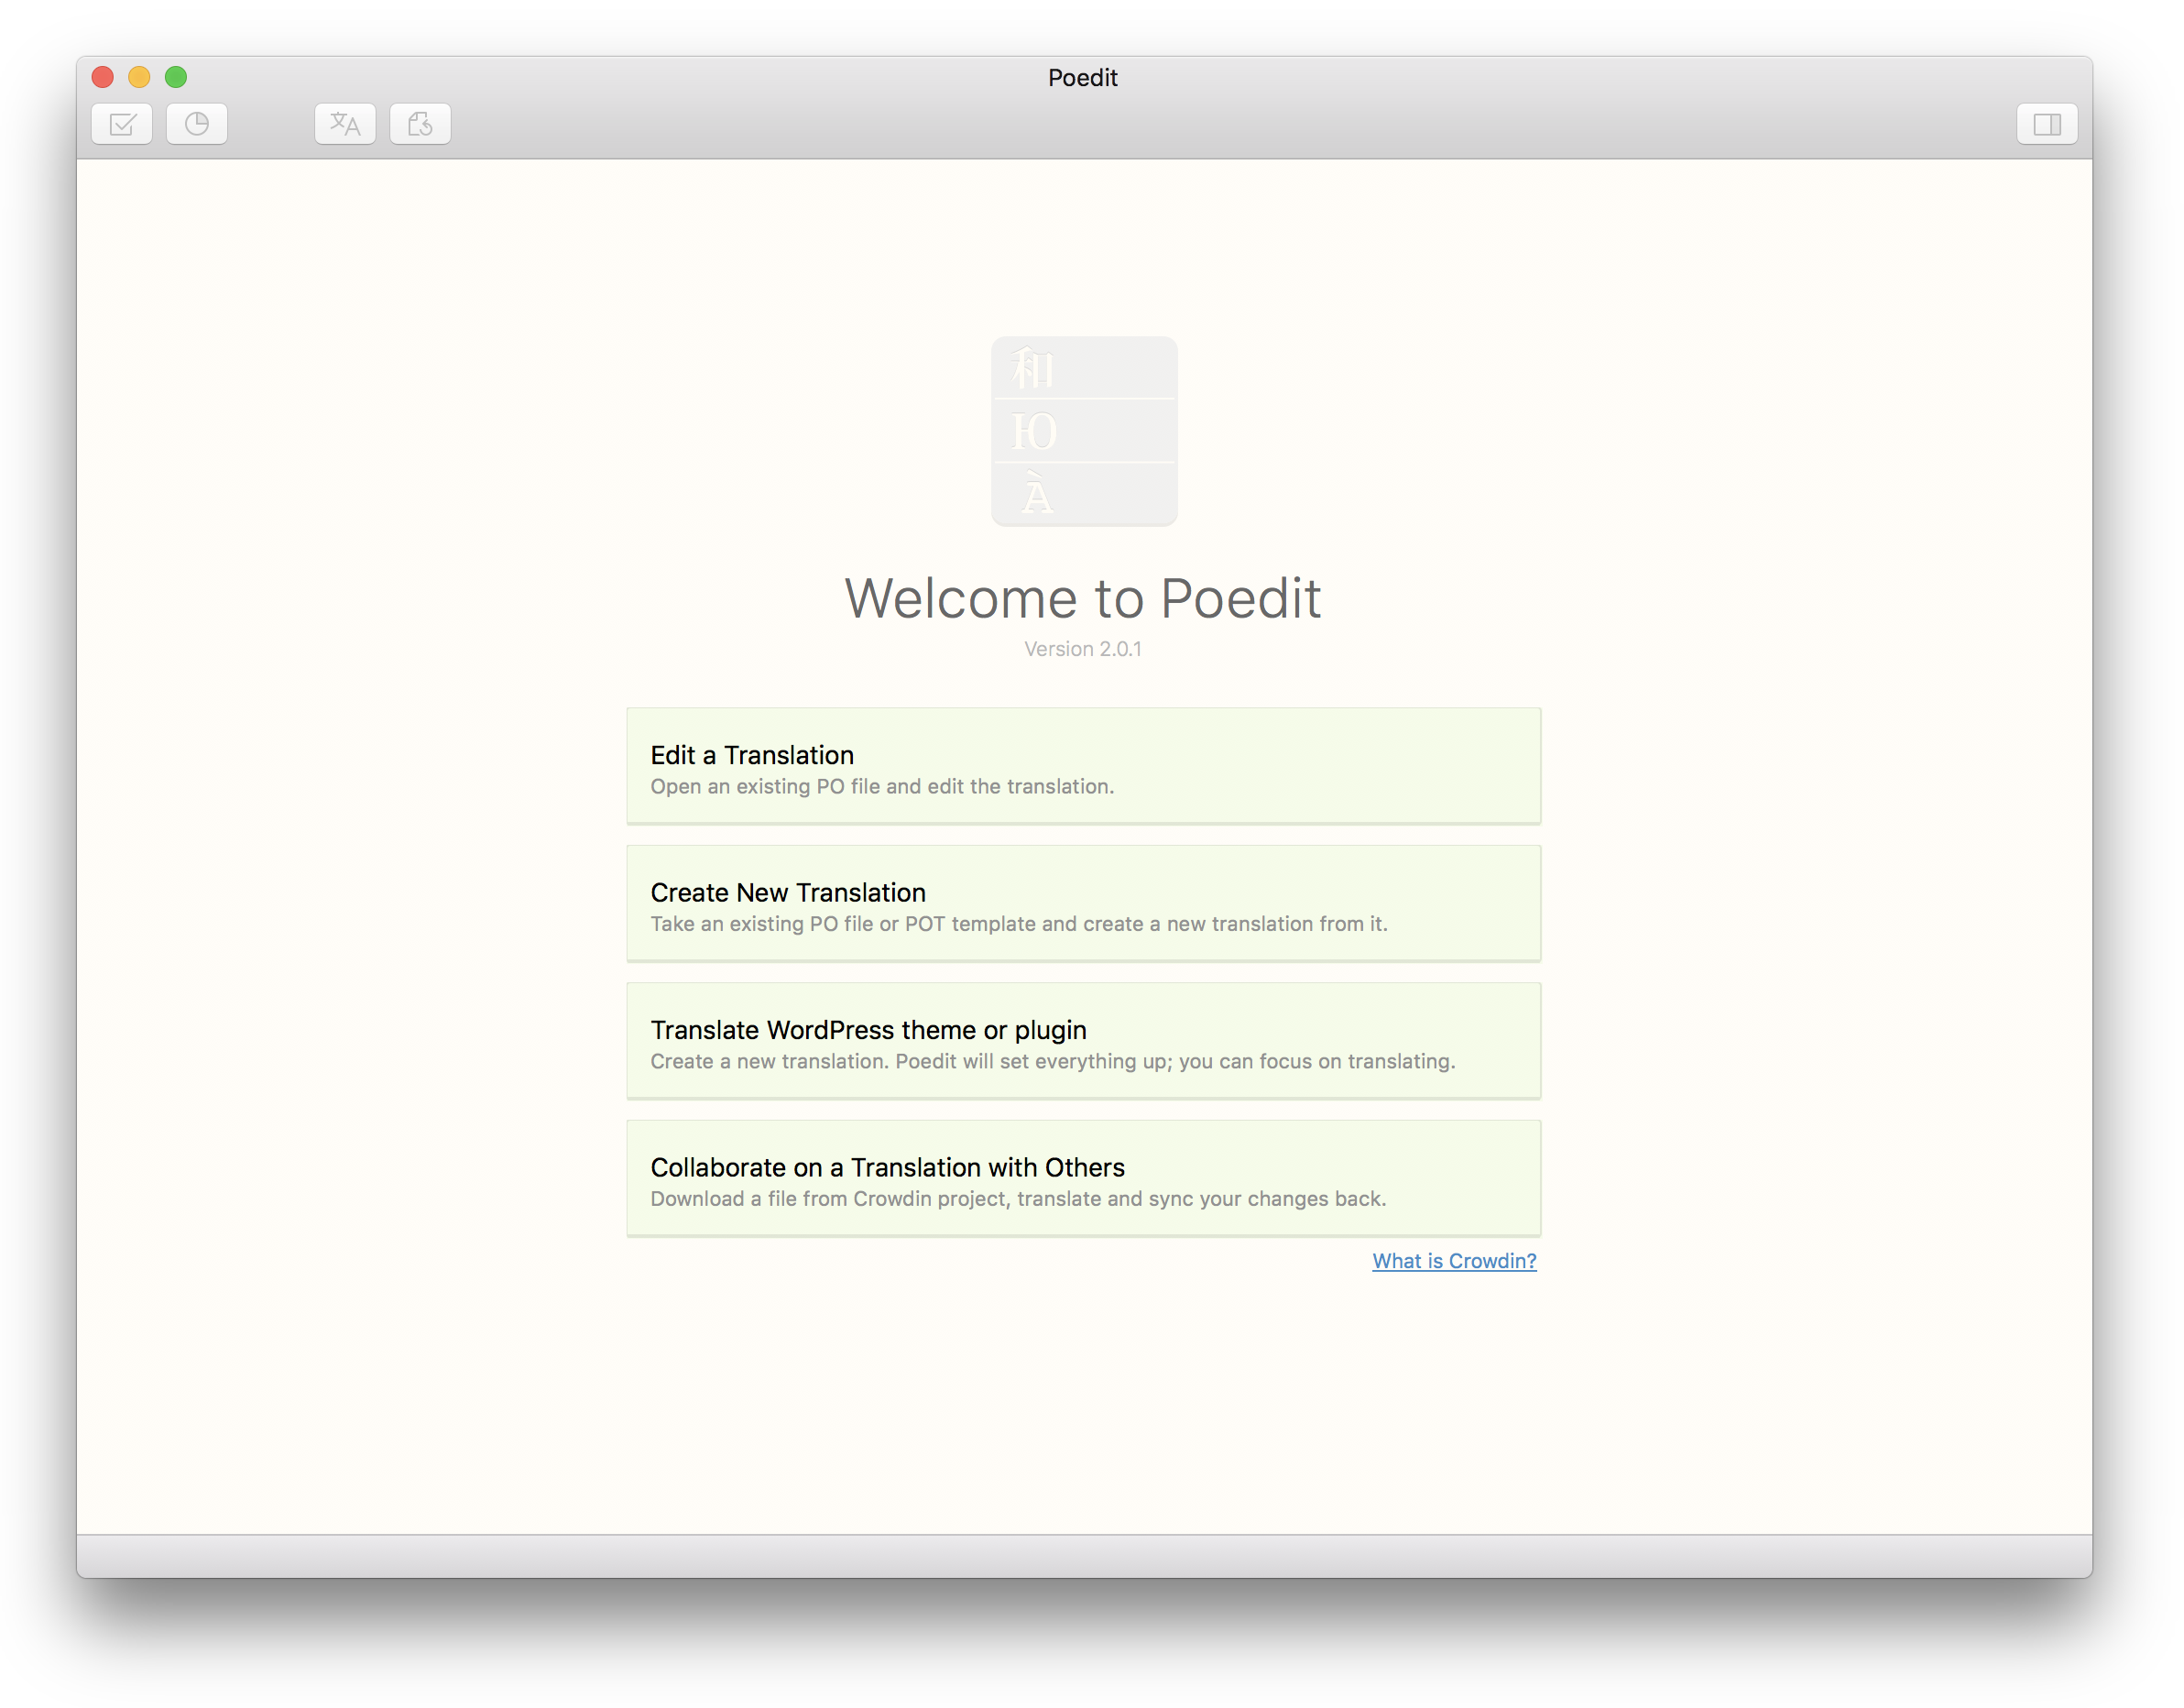 Poedit
文A
和
Ю
À
Welcome to Poedit
Version 2.0.1
Edit a Translation
Open an existing PO file and edit the translation.
Create New Translation
Take an existing PO file or POT template and create a new translation from it.
Translate WordPress theme or plugin
Create a new translation. Poedit will set everything up; you can focus on translating.
Collaborate on a Translation with Others
Download a file from Crowdin project, translate and sync your changes back.
What is Crowdin?